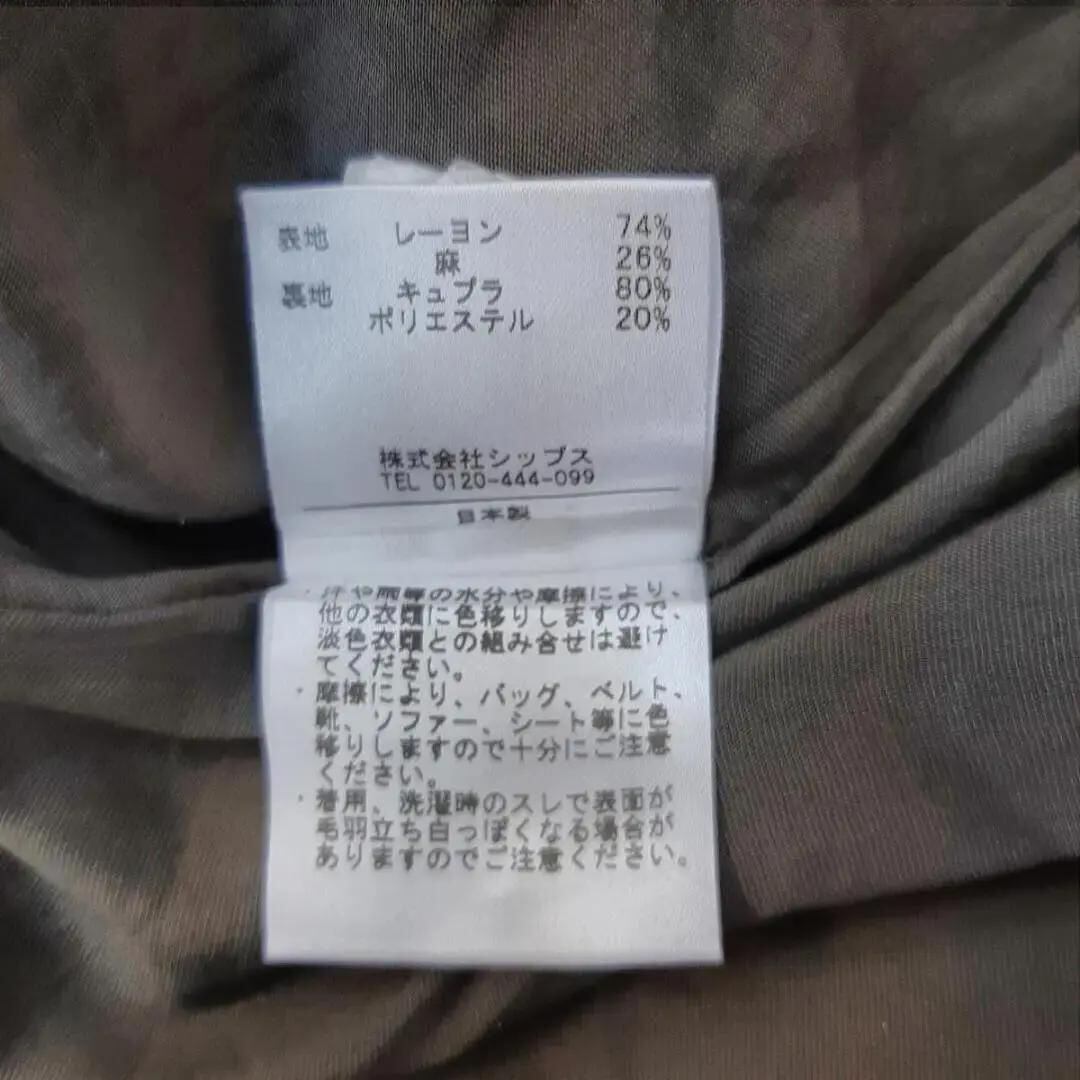 表地 レーヨン 74%
麻 26%
裏地 キュプラ 80%
ポリエステル 20%
株式会社シップス
TEL 0120-444-099
日本製
・汗や雨等の水分や摩擦により、
他の衣類に色移りしますので、
淡色衣類との組み合せは避け
てください。
・摩擦により、バッグ、ベルト、
靴、ソファー、シート等に色
移りしますので十分にご注意
ください。
・着用、洗濯時のスレで表面が
毛羽立ち白っぽくなる場合が
ありますのでご注意ください。